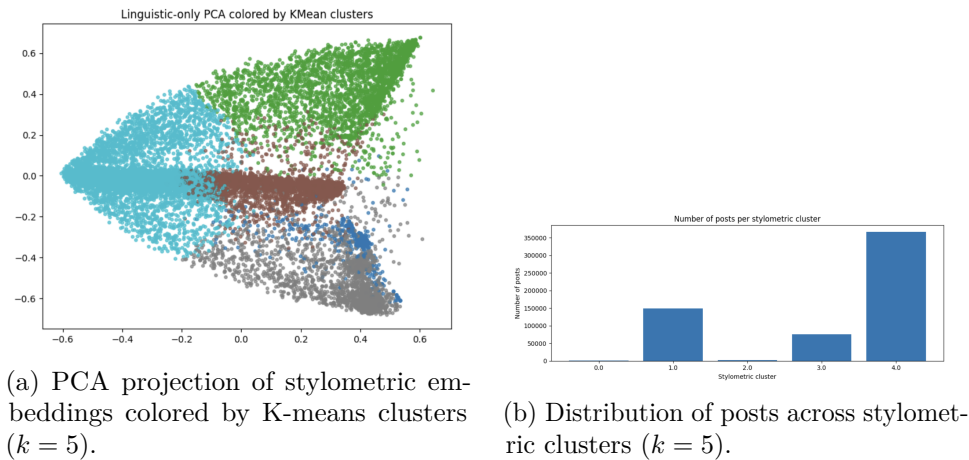 Linguistic-only PCA colored by KMean clusters
0.6
0.4
0.2
0.0
−0.2
−0.4
−0.6
−0.6 −0.4 −0.2 0.0 0.2 0.4 0.6
(a) PCA projection of stylometric em-
beddings colored by K-means clusters
(k = 5).
Number of posts per stylometric cluster
Number of posts
350000
300000
250000
200000
150000
100000
50000
0
0.0 1.0 2.0 3.0 4.0
Stylometric cluster
(b) Distribution of posts across stylomet-
ric clusters (k = 5).